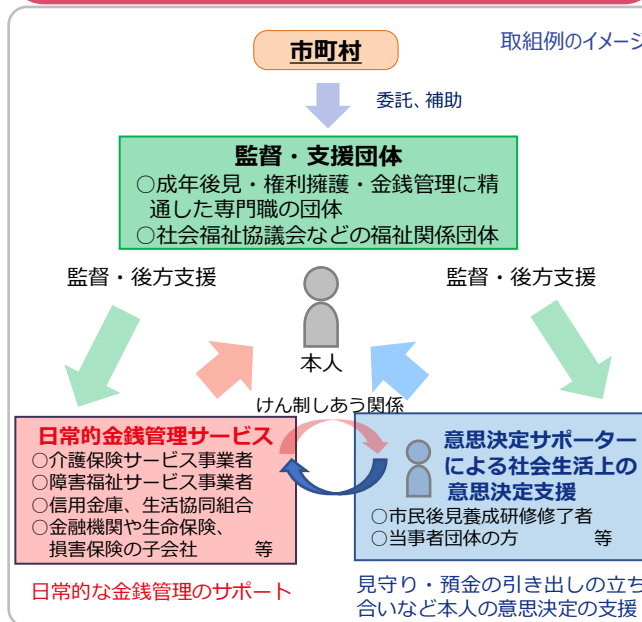 市町村
取組例のイメージ
委託、補助
監督・支援団体
○成年後見・権利擁護・金銭管理に精
通した専門職の団体
○社会福祉協議会などの福祉関係団体
監督・後方支援
監督・後方支援
本人
けん制しあう関係
日常的金銭管理サービス
○介護保険サービス事業者
○障害福祉サービス事業者
○信用金庫、生活協同組合
○金融機関や生命保険、
損害保険の子会社 等
日常的な金銭管理のサポート
意思決定サポーター
による社会生活上の
意思決定支援
○市民後見養成研修修了者
○当事者団体の方 等
見守り・預金の引き出しの立ち
合いなど本人の意思決定の支援